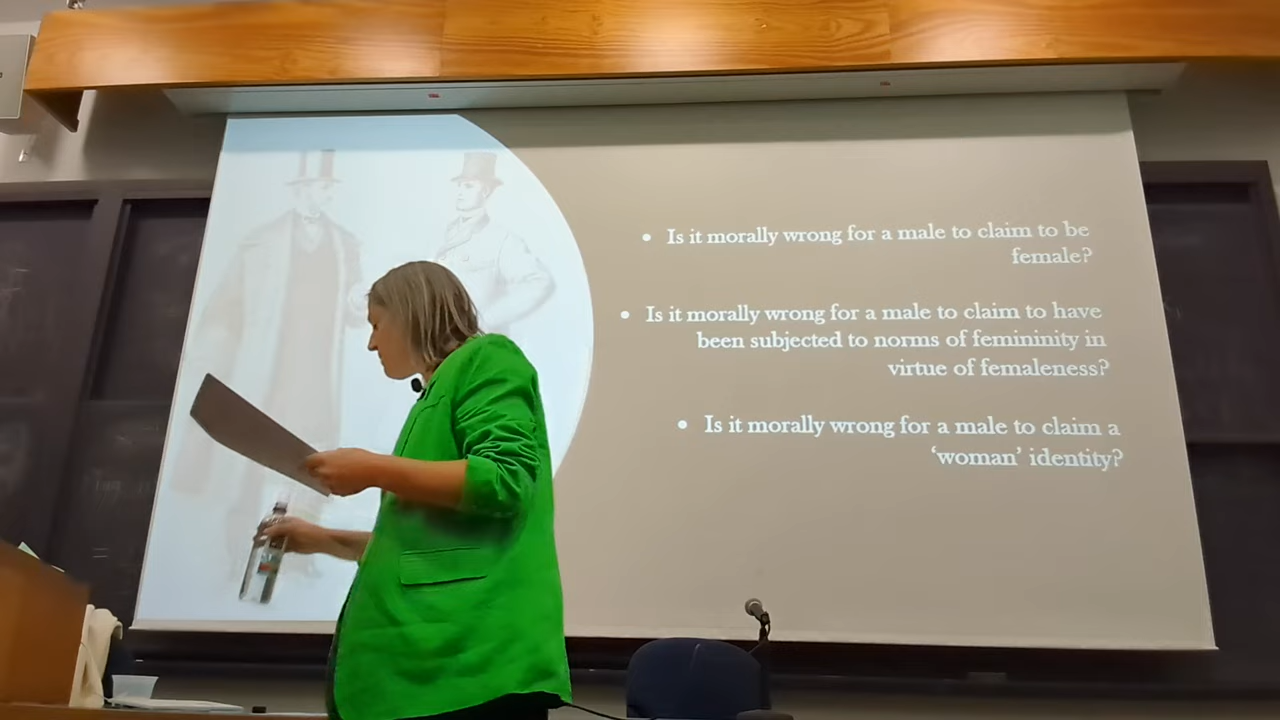 • Is it morally wrong for a male to claim to be
female?
• Is it morally wrong for a male to claim to have
been subjected to norms of femininity in
virtue of femaleness?
• Is it morally wrong for a male to claim a
‘woman’ identity?